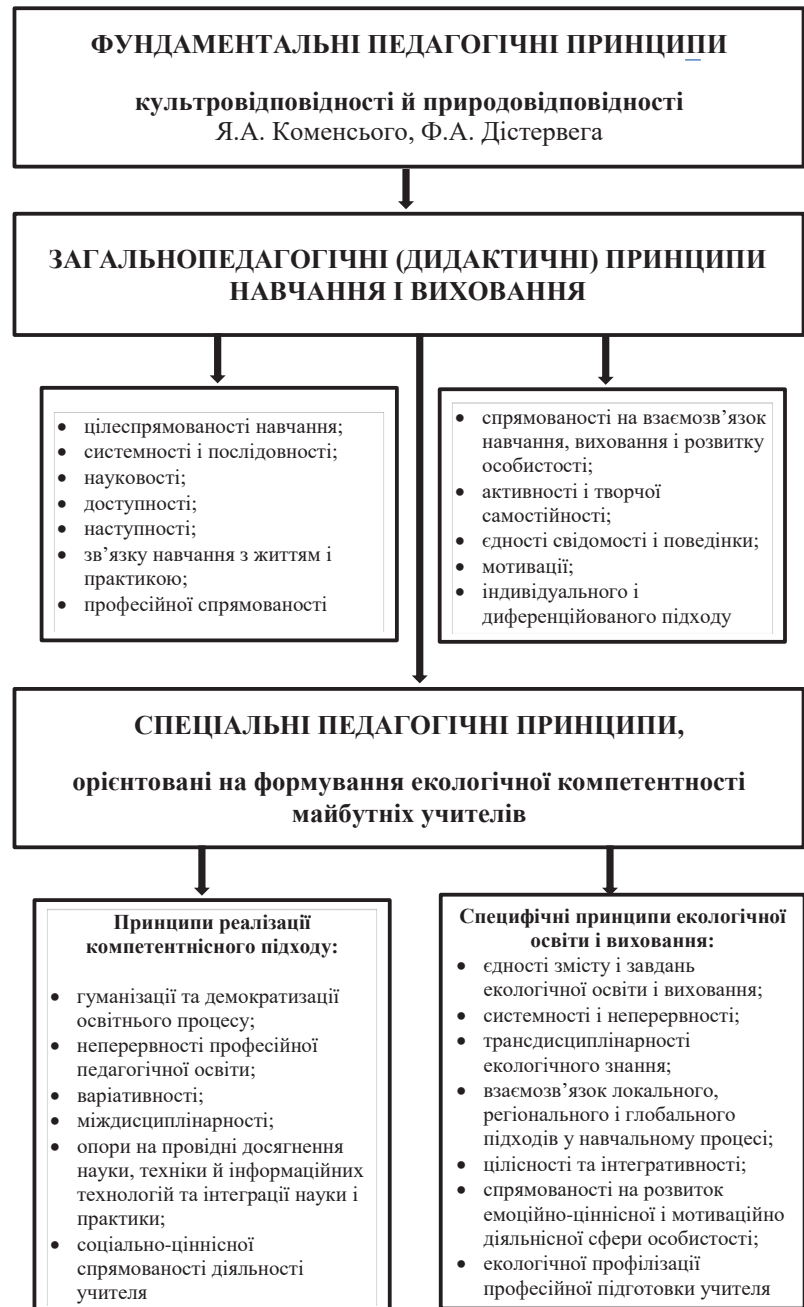 ФУНДАМЕНТАЛЬНІ ПЕДАГОГІЧНІ ПРИНЦИПИ
культровідповідності й природовідповідності
Я.А. Коменсього, Ф.А. Дістервега
ЗАГАЛЬНОПЕДАГОГІЧНІ (ДИДАКТИЧНІ) ПРИНЦИПИ
НАВЧАННЯ І ВИХОВАННЯ
• цілеспрямованості навчання;
• системності і послідовності;
• науковості;
• доступності;
• наступності;
• зв’язку навчання з життям і
практикою;
• професійної спрямованості
• спрямованості на взаємозв’язок
навчання, виховання і розвитку
особистості;
• активності і творчої
самостійності;
• єдності свідомості і поведінки;
• мотивації;
• індивідуального і
диференційованого підходу
СПЕЦІАЛЬНІ ПЕДАГОГІЧНІ ПРИНЦИПИ,
орієнтовані на формування екологічної компетентності
майбутніх учителів
Принципи реалізації
компетентнісного підходу:
• гуманізації та демократизації
освітнього процесу;
• неперервності професійної
педагогічної освіти;
• варіативності;
• міждисциплінарності;
• опори на провідні досягнення
науки, техніки й інформаційних
технологій та інтеграції науки і
практики;
• соціально-ціннісної
спрямованості діяльності
учителя
Специфічні принципи екологічної
освіти і виховання:
• єдності змісту і завдань
екологічної освіти і виховання;
• системності і неперервності;
• трансдисциплінарності
екологічного знання;
• взаємозв’язок локального,
регіонального і глобального
підходів у навчальному процесі;
• цілісності та інтегративності;
• спрямованості на розвиток
емоційно-ціннісної і мотиваційно
діяльнісної сфери особистості;
• екологічної профілізації
професійної підготовки учителя